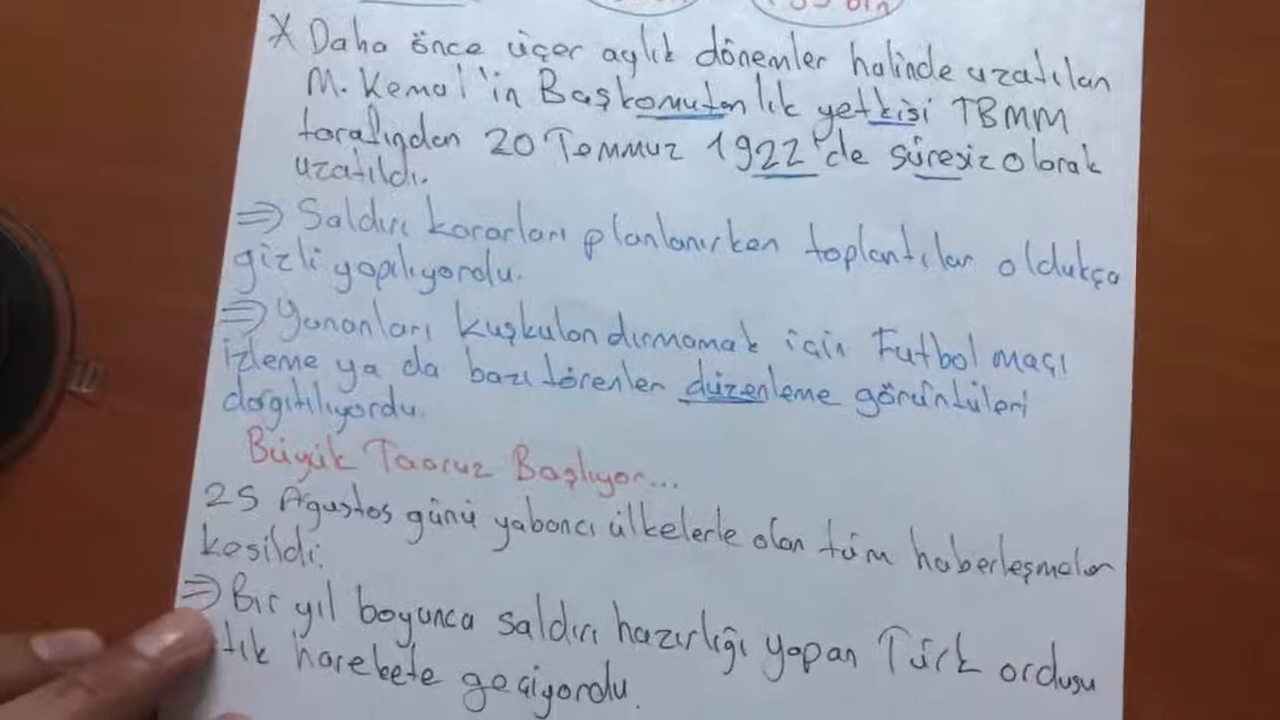 * Daha önce üçer aylık dönemler halinde uzatılan
M. Kemal'in Başkomutanlık yetkisi TBMM
tarafından 20 Temmuz 1922'de süresiz olarak
uzatıldı.
⇒ Saldırı kararları planlanırken toplantılar oldukça
gizli yapılıyordu.
⇒ Yunanları kuşkulandırmamak için Futbol maçı
izleme ya da bazı törenler düzenleme görüntüleri
dağıtılıyordu.
Büyük Taaruz Başlıyor...
25 Ağustos günü yabancı ülkelerle olan tüm haberleşmeler
kesildi.
⇒ Bir yıl boyunca saldırı hazırlığı yapan Türk ordusu
harekete geçiyordu.